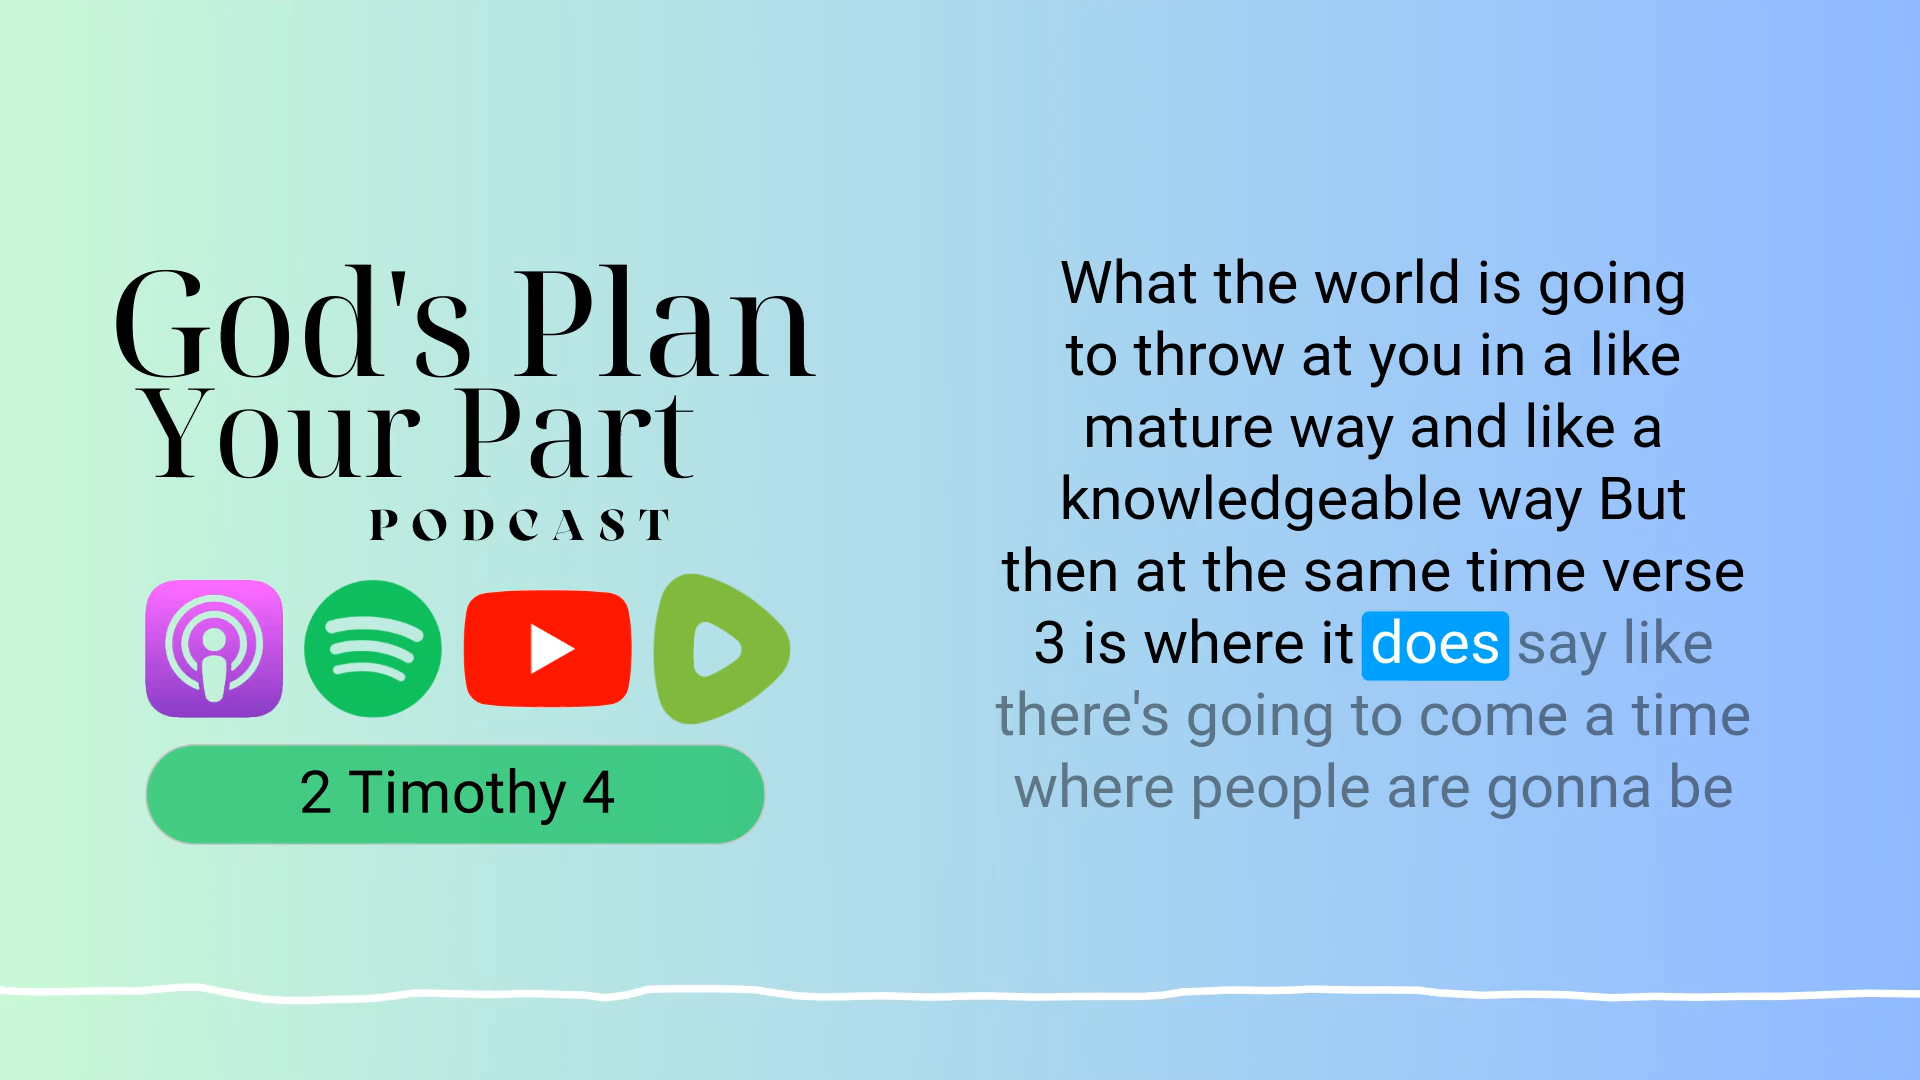 God's Plan
Your Part
PODCAST
2 Timothy 4
What the world is going
to throw at you in a like
mature way and like a
knowledgeable way But
then at the same time verse
3 is where it does say like
there's going to come a time
where people are gonna be